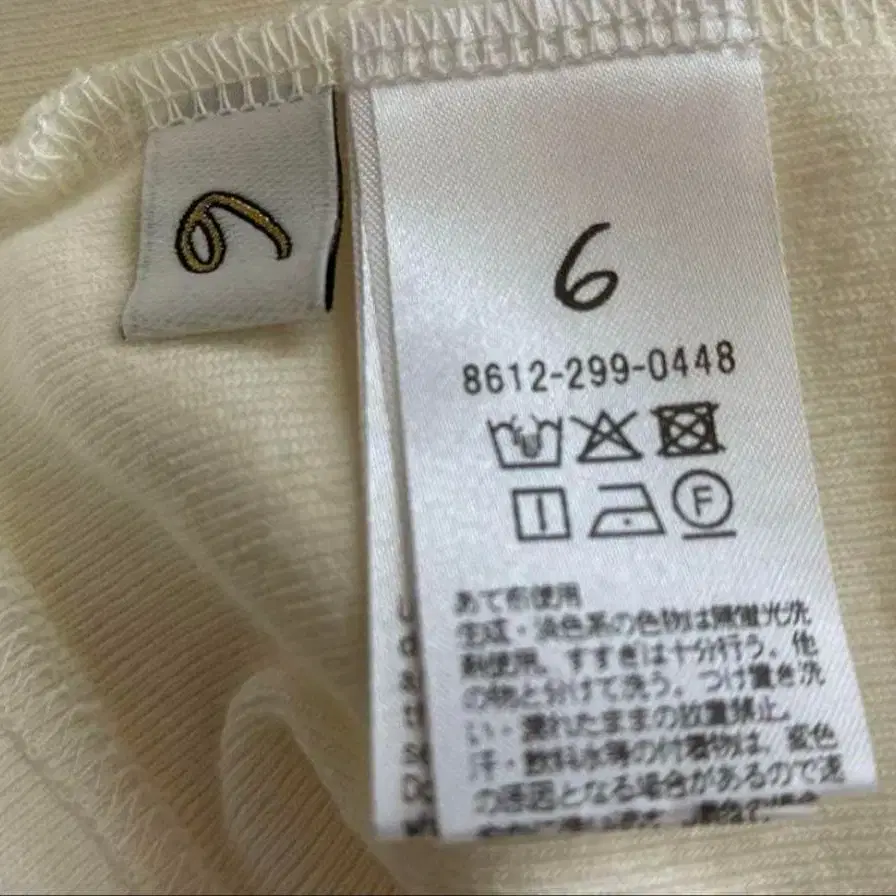 6
6
8612-299-0448
F
あて布使用
生成・淡色系の色物は無蛍光洗
剤使用。すすぎは十分行う。他
の物と分けて洗う。つけ置き洗
い・濡れたままの放置禁止。
汗・飲料水等の付着物は、変色
の原因となる場合があるので速